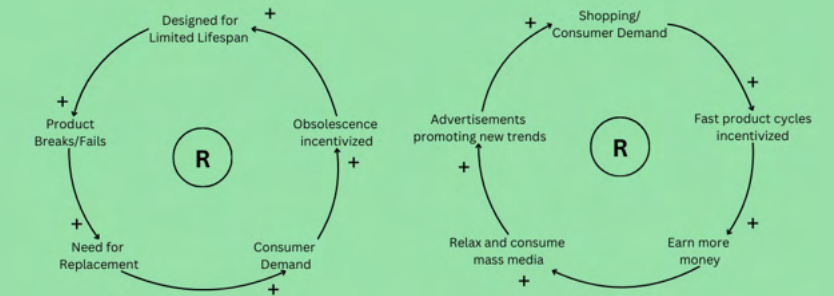 Designed for
Limited Lifespan
+
+
Product
Breaks/Fails
R
Obsolescence
incentivized
+
+
Need for
Replacement
Consumer
Demand
+
Shopping/
Consumer Demand
+
+
Advertisements
promoting new trends
R
Fast product cycles
incentivized
+
+
Relax and consume
mass media
Earn more
money
+